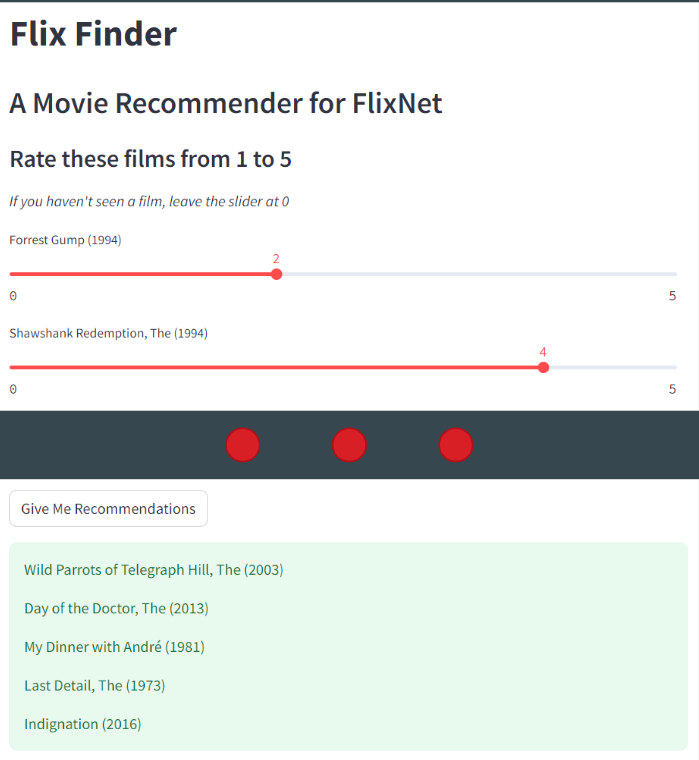 Flix Finder
A Movie Recommender for FlixNet
Rate these films from 1 to 5
If you haven't seen a film, leave the slider at 0
Forrest Gump (1994)
2
0 5
Shawshank Redemption, The (1994)
4
0 5
Give Me Recommendations
Wild Parrots of Telegraph Hill, The (2003)
Day of the Doctor, The (2013)
My Dinner with André (1981)
Last Detail, The (1973)
Indignation (2016)